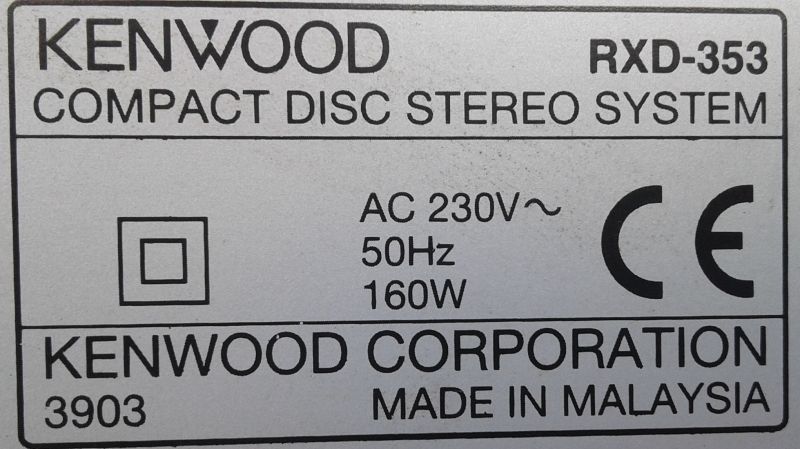 KENWOOD RXD-353
COMPACT DISC STEREO SYSTEM
AC 230V~
50Hz
160W
CE
KENWOOD CORPORATION
3903 MADE IN MALAYSIA